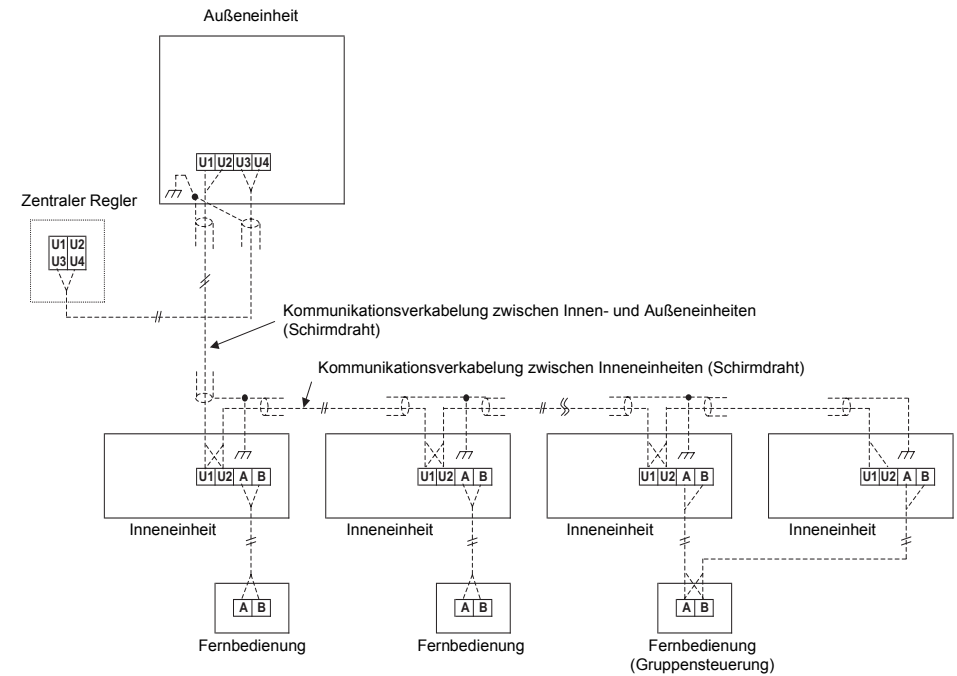 Außeneinheit
U1 U2 U3 U4
Zentraler Regler
U1 U2
U3 U4
Kommunikationsverkabelung zwischen Innen- und Außeneinheiten
(Schirmdraht)
Kommunikationsverkabelung zwischen Inneneinheiten (Schirmdraht)
U1 U2 A B
U1 U2 A B
U1 U2 A B
U1 U2 A B
Inneneinheit
Inneneinheit
Inneneinheit
Inneneinheit
A B
A B
A B
Fernbedienung
Fernbedienung
Fernbedienung
(Gruppensteuerung)